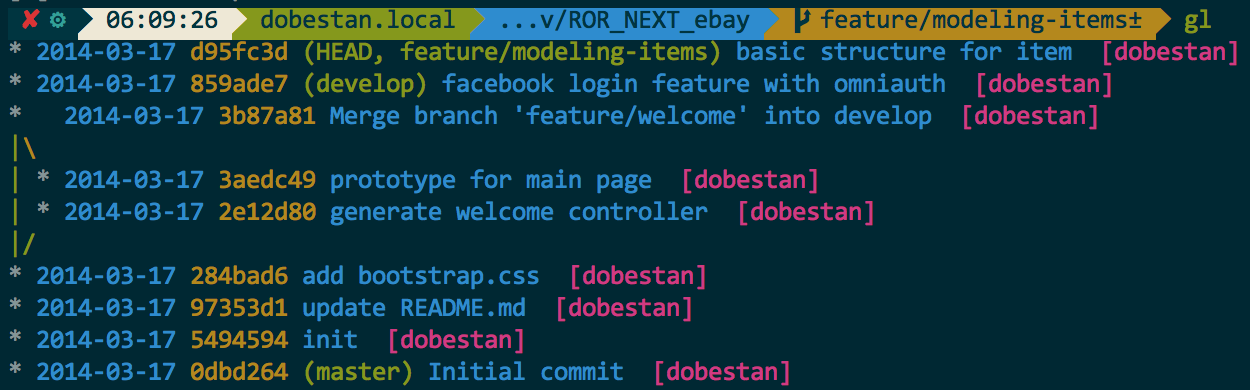 ✘ ⚙ 06:09:26 dobestan.local ...v/ROR_NEXT_ebay feature/modeling-items± gl
* 2014-03-17 d95fc3d (HEAD, feature/modeling-items) basic structure for item [dobestan]
* 2014-03-17 859ade7 (develop) facebook login feature with omniauth [dobestan]
*   2014-03-17 3b87a81 Merge branch 'feature/welcome' into develop [dobestan]
|\
| * 2014-03-17 3aedc49 prototype for main page [dobestan]
| * 2014-03-17 2e12d80 generate welcome controller [dobestan]
|/
* 2014-03-17 284bad6 add bootstrap.css [dobestan]
* 2014-03-17 97353d1 update README.md [dobestan]
* 2014-03-17 5494594 init [dobestan]
* 2014-03-17 0dbd264 (master) Initial commit [dobestan]